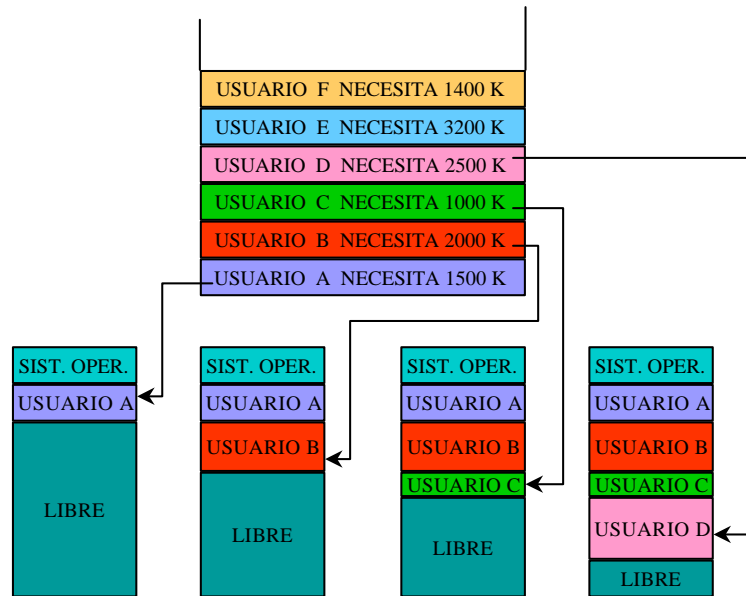 USUARIO F NECESITA 1400 K
USUARIO E NECESITA 3200 K
USUARIO D NECESITA 2500 K
USUARIO C NECESITA 1000 K
USUARIO B NECESITA 2000 K
USUARIO A NECESITA 1500 K
SIST. OPER.
USUARIO A
LIBRE
SIST. OPER.
USUARIO A
USUARIO B
LIBRE
SIST. OPER.
USUARIO A
USUARIO B
USUARIO C
LIBRE
SIST. OPER.
USUARIO A
USUARIO B
USUARIO C
USUARIO D
LIBRE